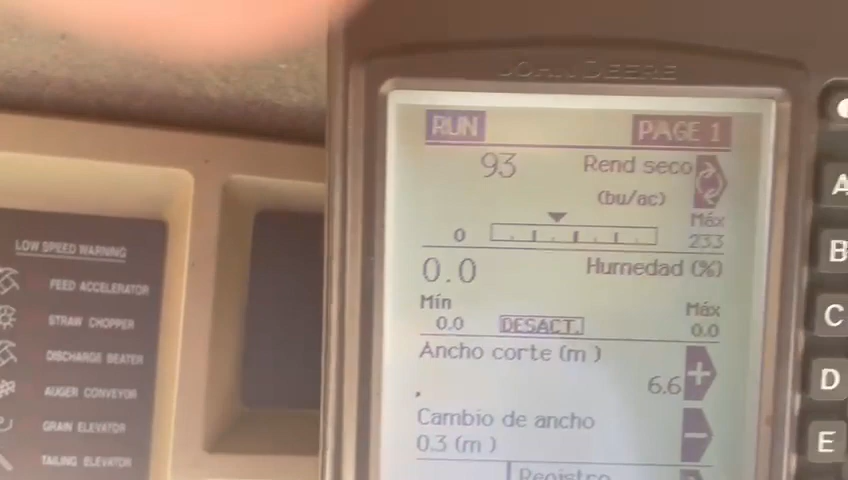 JOHN DEERE
RUN PAGE 1
93 Rend seco
(bu/ac)
Máx
0 233
0.0 Humedad (%)
Mín Máx
0.0 DESACT. 0.0
Ancho corte (m )
6.6 +
Cambio de ancho
0.3 (m ) −
Registro
A
B
C
D
E
LOW SPEED WARNING
FEED ACCELERATOR
STRAW CHOPPER
DISCHARGE BEATER
AUGER CONVEYOR
GRAIN ELEVATOR
TAILING ELEVATOR